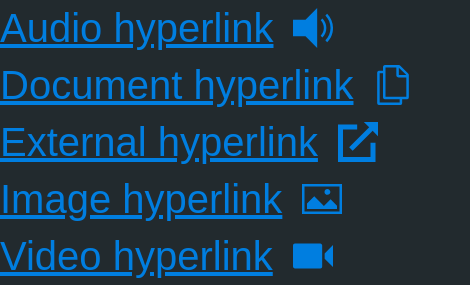 Audio hyperlink
Document hyperlink
External hyperlink
Image hyperlink
Video hyperlink